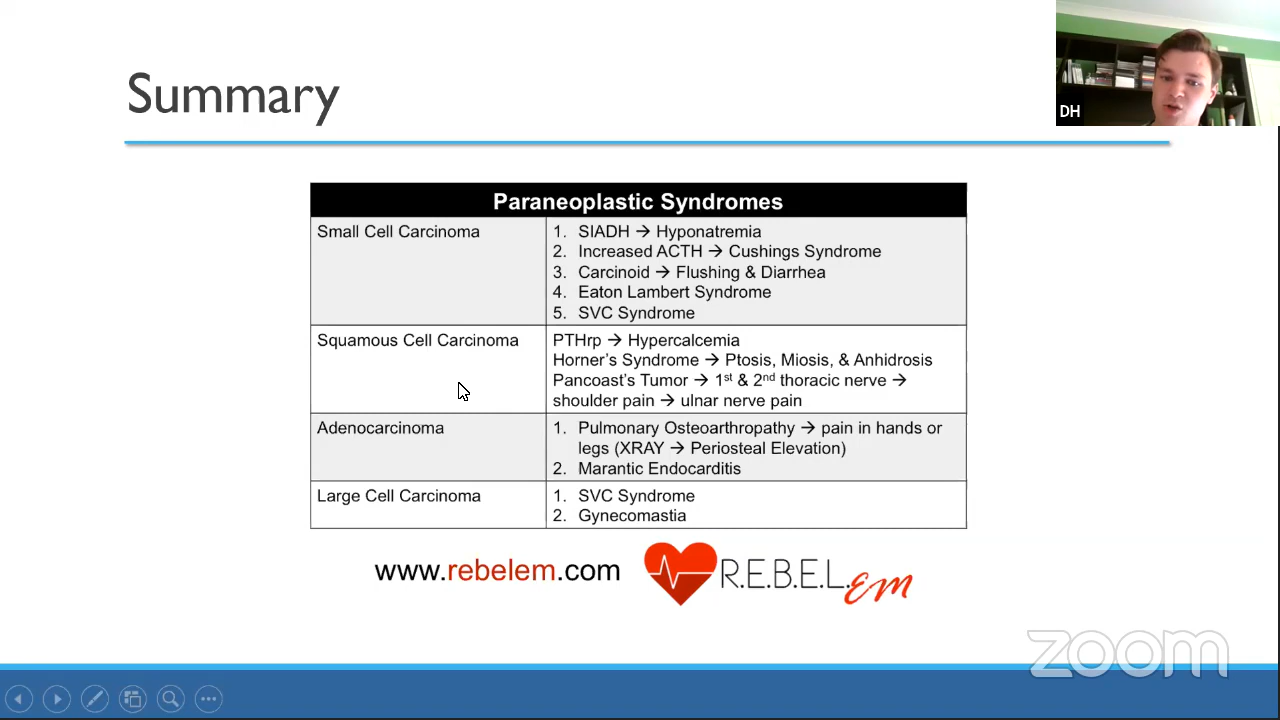 Summary
DH
Paraneoplastic Syndromes
Small Cell Carcinoma
1. SIADH → Hyponatremia
2. Increased ACTH → Cushings Syndrome
3. Carcinoid → Flushing & Diarrhea
4. Eaton Lambert Syndrome
5. SVC Syndrome
Squamous Cell Carcinoma
PTHrp → Hypercalcemia
Horner's Syndrome → Ptosis, Miosis, & Anhidrosis
Pancoast's Tumor → 1st & 2nd thoracic nerve →
shoulder pain → ulnar nerve pain
Adenocarcinoma
1. Pulmonary Osteoarthropathy → pain in hands or
legs (XRAY → Periosteal Elevation)
2. Marantic Endocarditis
Large Cell Carcinoma
1. SVC Syndrome
2. Gynecomastia
www.rebelem.com
R.E.B.E.L.EM
zoom